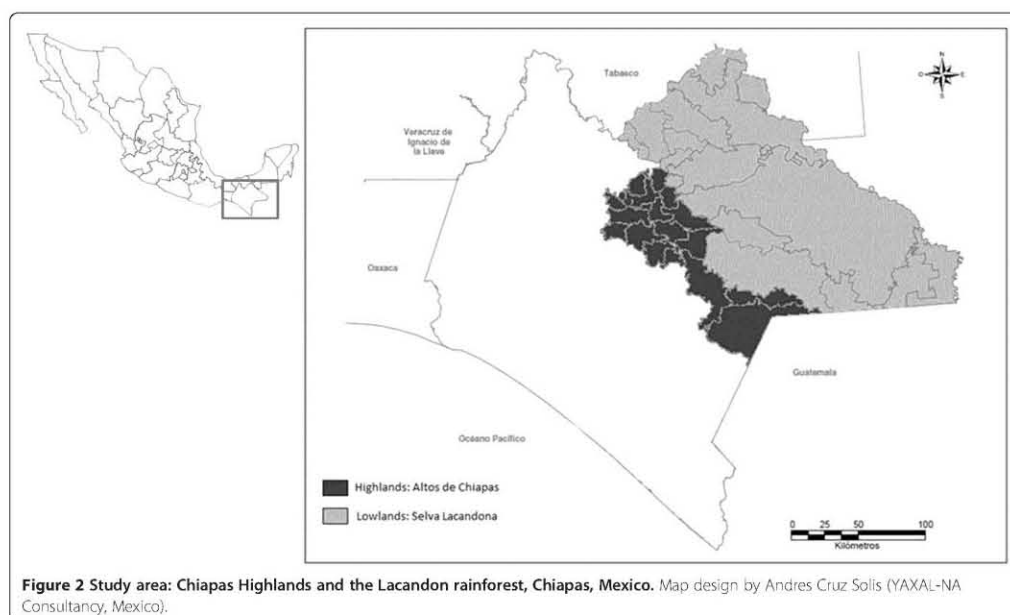 Tabasco
N
O E
S
Veracruz de
Ignacio de
la Llave
Oaxaca
Guatemala
Océano Pacífico
Highlands: Altos de Chiapas
Lowlands: Selva Lacandona
0 25 50 100
Kilómetros
Figure 2 Study area: Chiapas Highlands and the Lacandon rainforest, Chiapas, Mexico. Map design by Andres Cruz Solis (YAXAL-NA
Consultancy, Mexico).